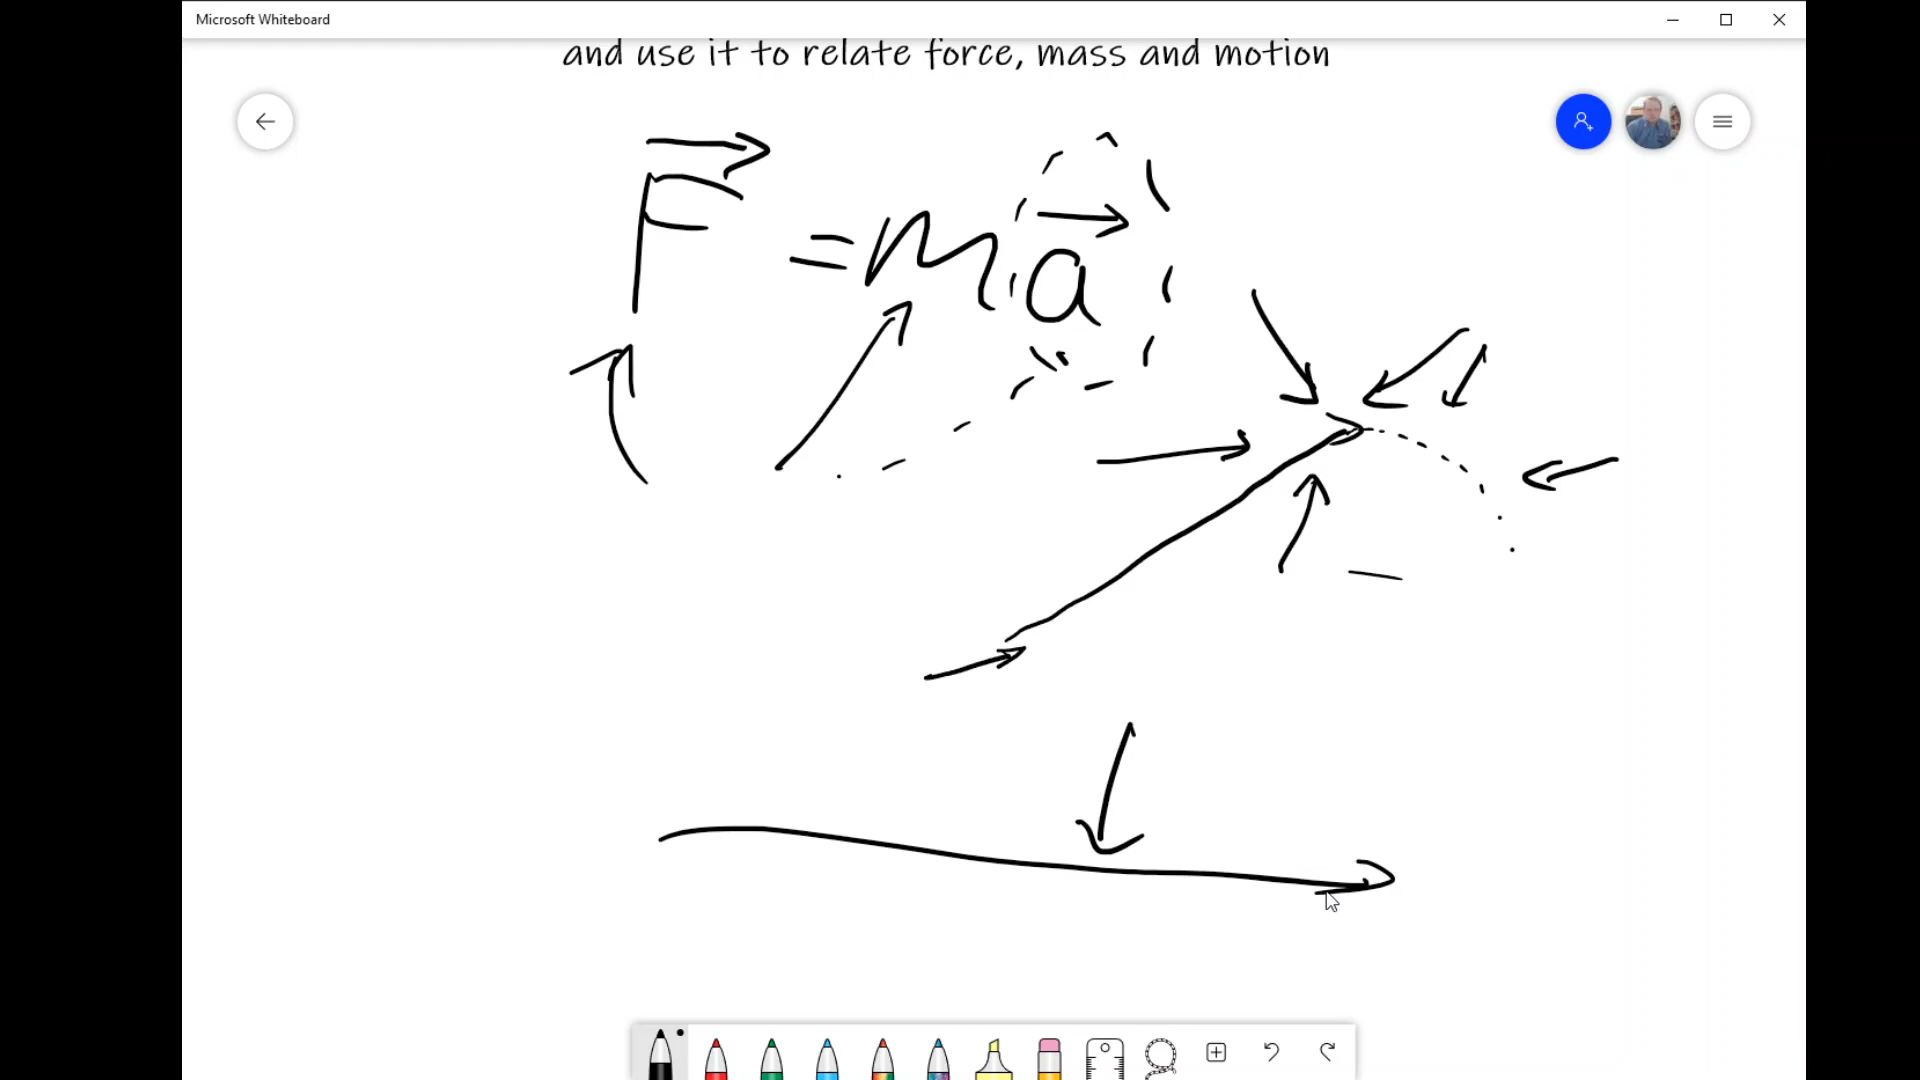 Microsoft Whiteboard
and use it to relate force, mass and motion
F = ma